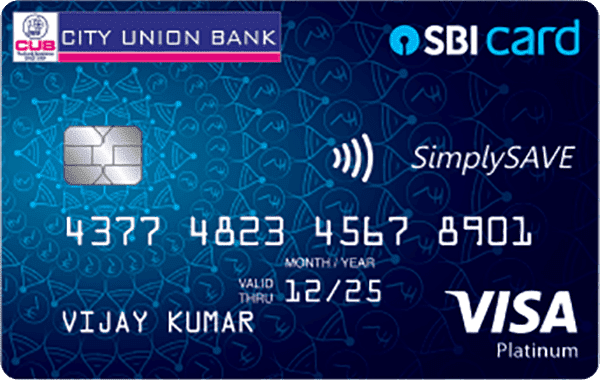 CUB CITY UNION BANK SBI card
SimplySAVE
4377 4823 4567 8901
MONTH / YEAR
VALID THRU 12/25
VIJAY KUMAR
VISA
Platinum